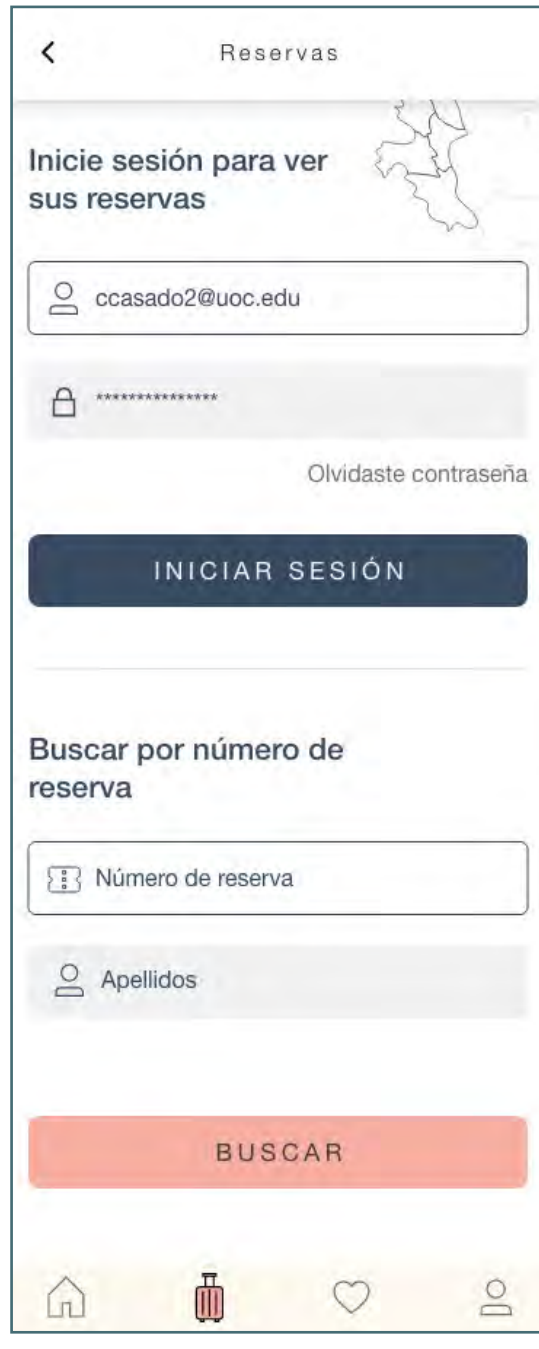 Reservas
Inicie sesión para ver
sus reservas
ccasado2@uoc.edu
***************
Olvidaste contraseña
INICIAR SESIÓN
Buscar por número de
reserva
Número de reserva
Apellidos
BUSCAR